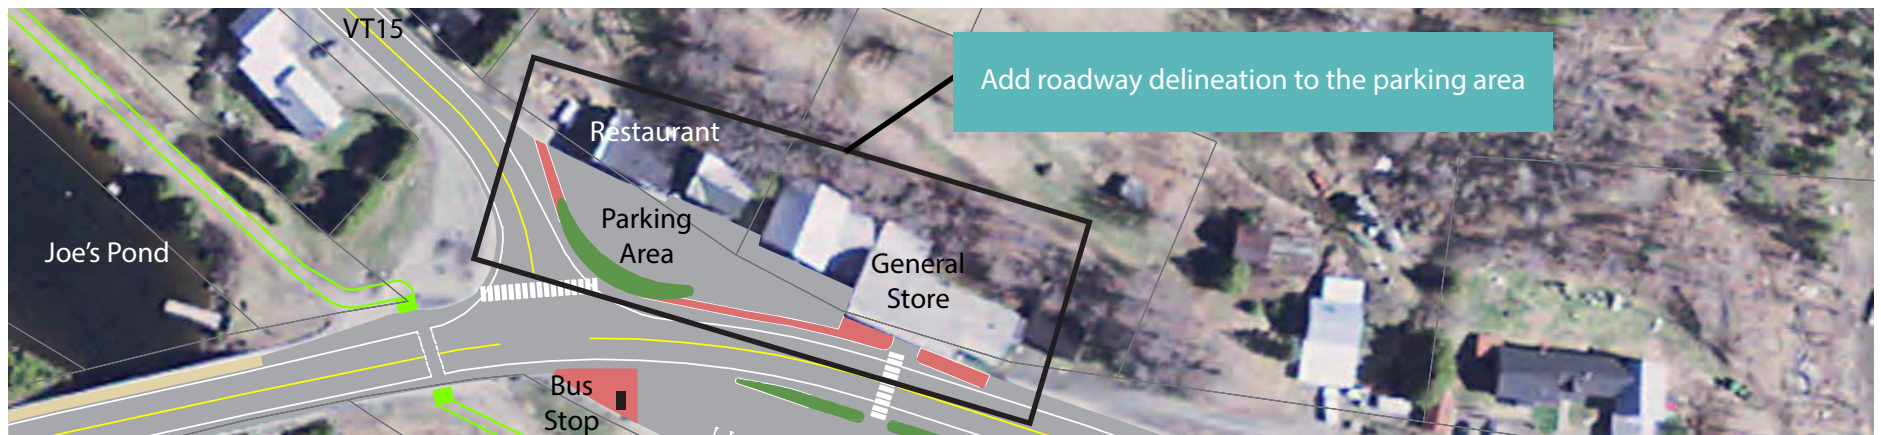 VT15
Add roadway delineation to the parking area
Restaurant
Parking
Area
Joe's Pond
General
Store
Bus
Stop